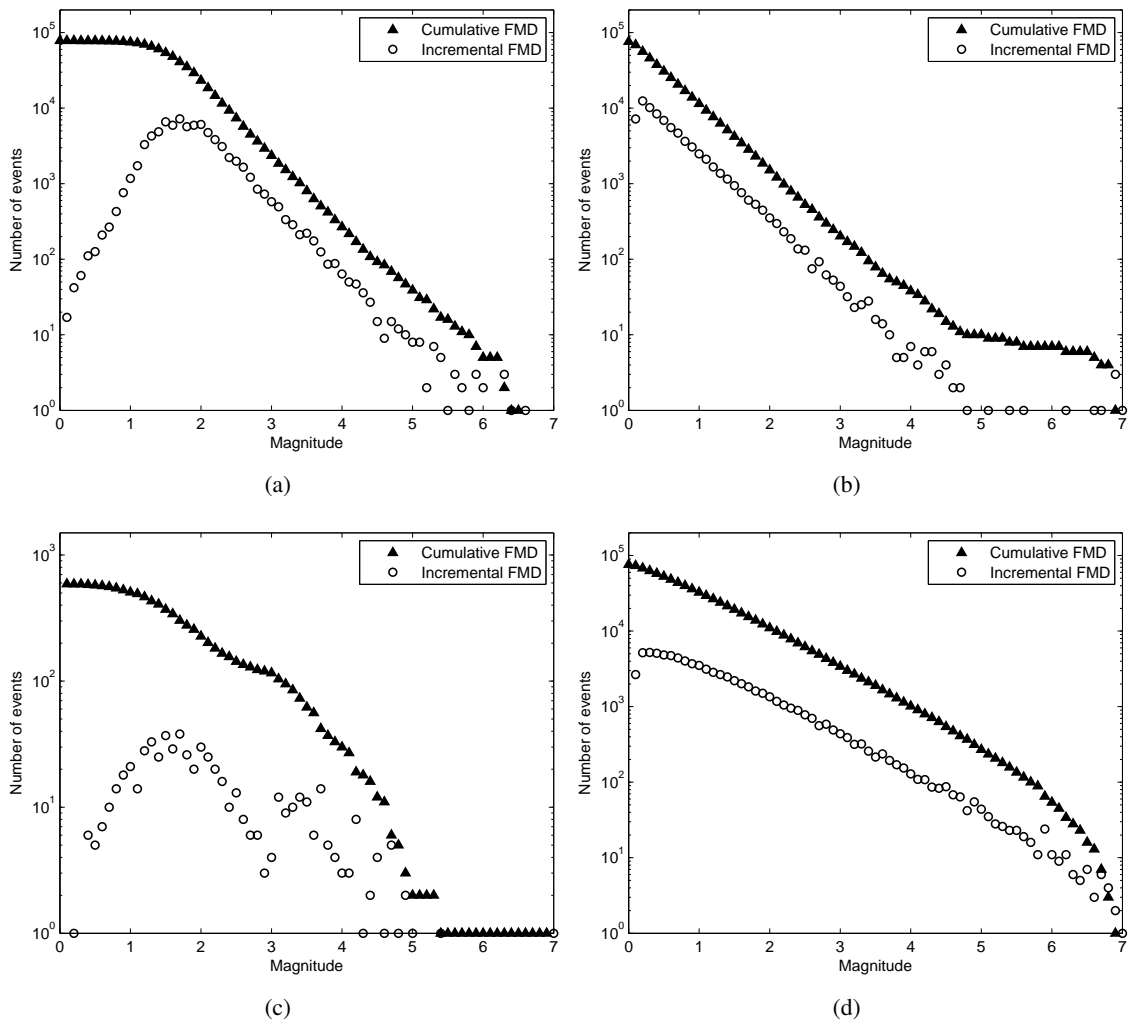 10^5
10^4
10^3
10^2
10^1
10^0
Number of events
Cumulative FMD
Incremental FMD
0 1 2 3 4 5 6 7
Magnitude
(a)
10^5
10^4
10^3
10^2
10^1
10^0
Number of events
Cumulative FMD
Incremental FMD
0 1 2 3 4 5 6 7
Magnitude
(b)
10^3
10^2
10^1
10^0
Number of events
Cumulative FMD
Incremental FMD
0 1 2 3 4 5 6 7
Magnitude
(c)
10^5
10^4
10^3
10^2
10^1
10^0
Number of events
Cumulative FMD
Incremental FMD
0 1 2 3 4 5 6 7
Magnitude
(d)